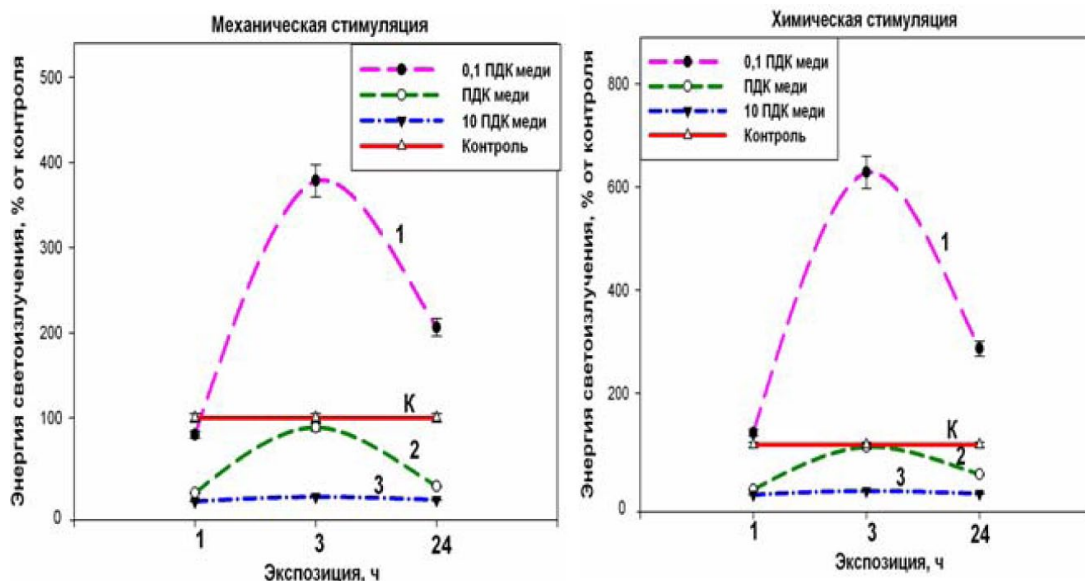 Механическая стимуляция
Энергия светоизлучения, % от контроля
500
400
300
200
100
0
0,1 ПДК меди
ПДК меди
10 ПДК меди
Контроль
1
К
2
3
1
3
24
Экспозиция, ч
Химическая стимуляция
Энергия светоизлучения, % от контроля
800
600
400
200
0
0,1 ПДК меди
ПДК меди
10 ПДК меди
Контроль
1
К
2
3
1
3
24
Экспозиция, ч